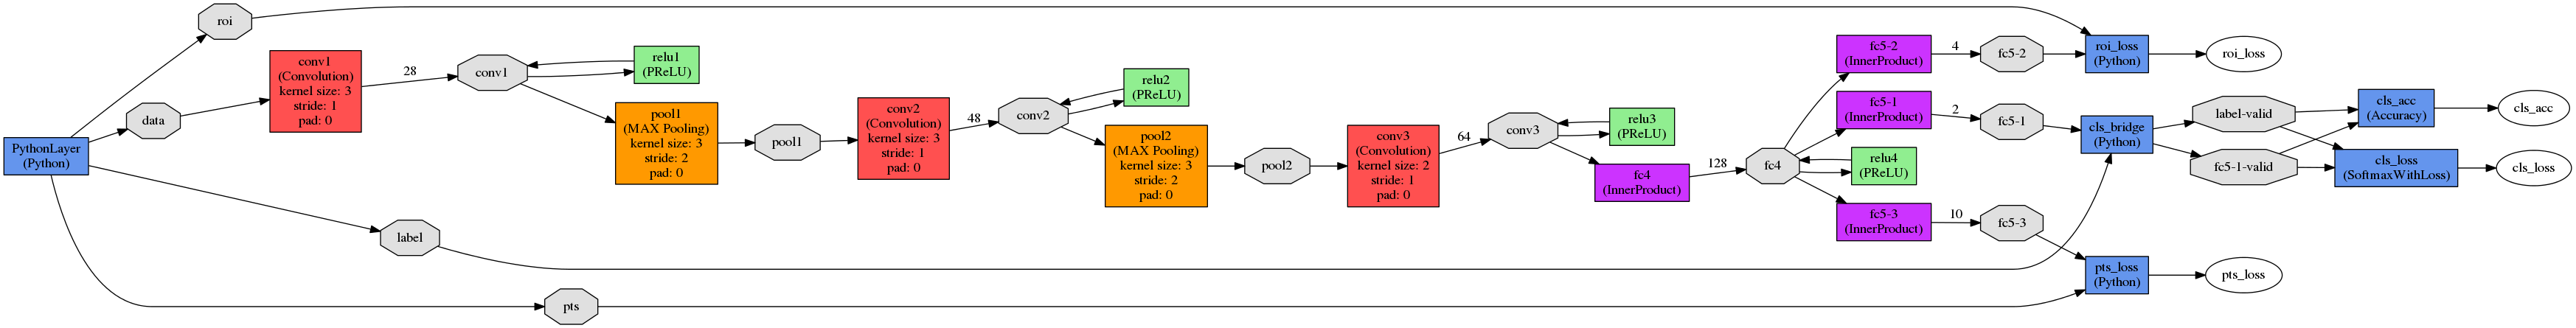 PythonLayer
(Python)
roi
data
label
pts
conv1
(Convolution)
kernel size: 3
stride: 1
pad: 0
28
conv1
relu1
(PReLU)
pool1
(MAX Pooling)
kernel size: 3
stride: 2
pad: 0
pool1
conv2
(Convolution)
kernel size: 3
stride: 1
pad: 0
48
conv2
relu2
(PReLU)
pool2
(MAX Pooling)
kernel size: 3
stride: 2
pad: 0
pool2
conv3
(Convolution)
kernel size: 2
stride: 1
pad: 0
64
conv3
relu3
(PReLU)
fc4
(InnerProduct)
128
fc4
relu4
(PReLU)
fc5-2
(InnerProduct)
4
fc5-2
fc5-1
(InnerProduct)
2
fc5-1
fc5-3
(InnerProduct)
10
fc5-3
roi_loss
(Python)
roi_loss
cls_bridge
(Python)
label-valid
fc5-1-valid
cls_acc
(Accuracy)
cls_acc
cls_loss
(SoftmaxWithLoss)
cls_loss
pts_loss
(Python)
pts_loss